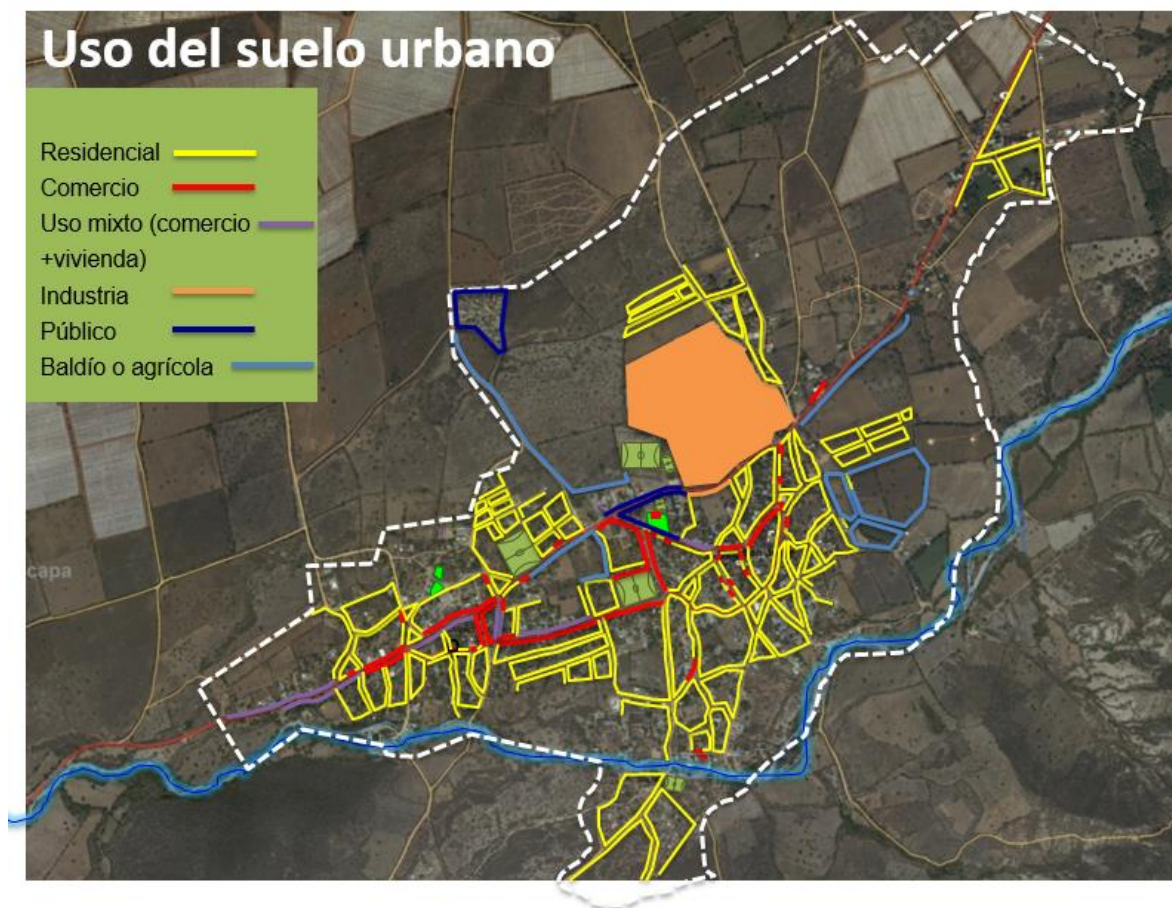 Uso del suelo urbano
Residencial
Comercio
Uso mixto (comercio
+vivienda)
Industria
Público
Baldío o agrícola
capa